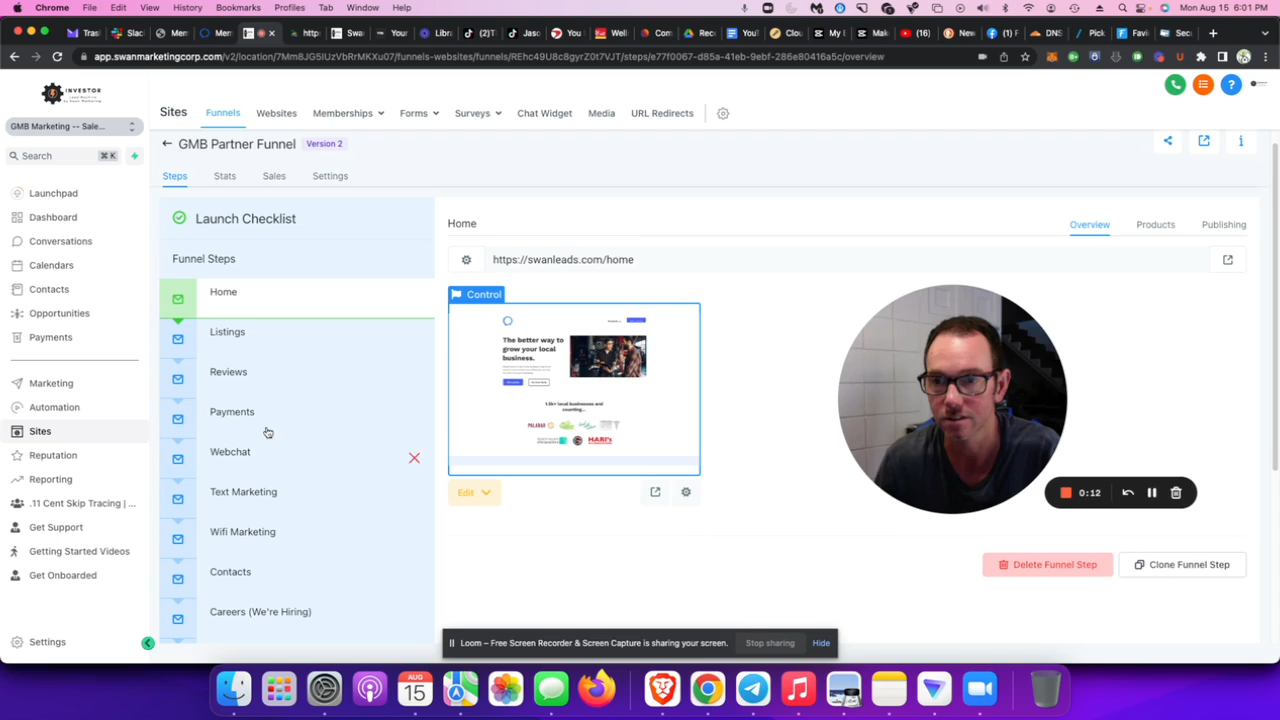 Chrome File Edit View History Bookmarks Profiles Tab Window Help
Mon Aug 15 6:01 PM
app.swanmarketingcorp.com/v2/location/7Mm8JG5IUzVbRrMKXu07/funnels-websites/funnels/REhc49U8c8gyrZ0t7VJT/steps/e77f0067-d85a-41eb-9ebf-286e80416a5c/overview
INVESTOR
GMB Marketing -- Sale...
Search ⌘K
Launchpad
Dashboard
Conversations
Calendars
Contacts
Opportunities
Payments
Marketing
Automation
Sites
Reputation
Reporting
.11 Cent Skip Tracing | ...
Get Support
Getting Started Videos
Get Onboarded
Settings
Sites Funnels Websites Memberships Forms Surveys Chat Widget Media URL Redirects
GMB Partner Funnel Version 2
Steps Stats Sales Settings
Launch Checklist
Funnel Steps
Home
Listings
Reviews
Payments
Webchat
Text Marketing
Wifi Marketing
Contacts
Careers (We're Hiring)
Home Overview Products Publishing
https://swanleads.com/home
Control
The better way to
grow your local
business.
1.5k+ local businesses and
counting...
HARI's
Edit
0:12
Delete Funnel Step Clone Funnel Step
Loom – Free Screen Recorder & Screen Capture is sharing your screen. Stop sharing Hide
AUG
15